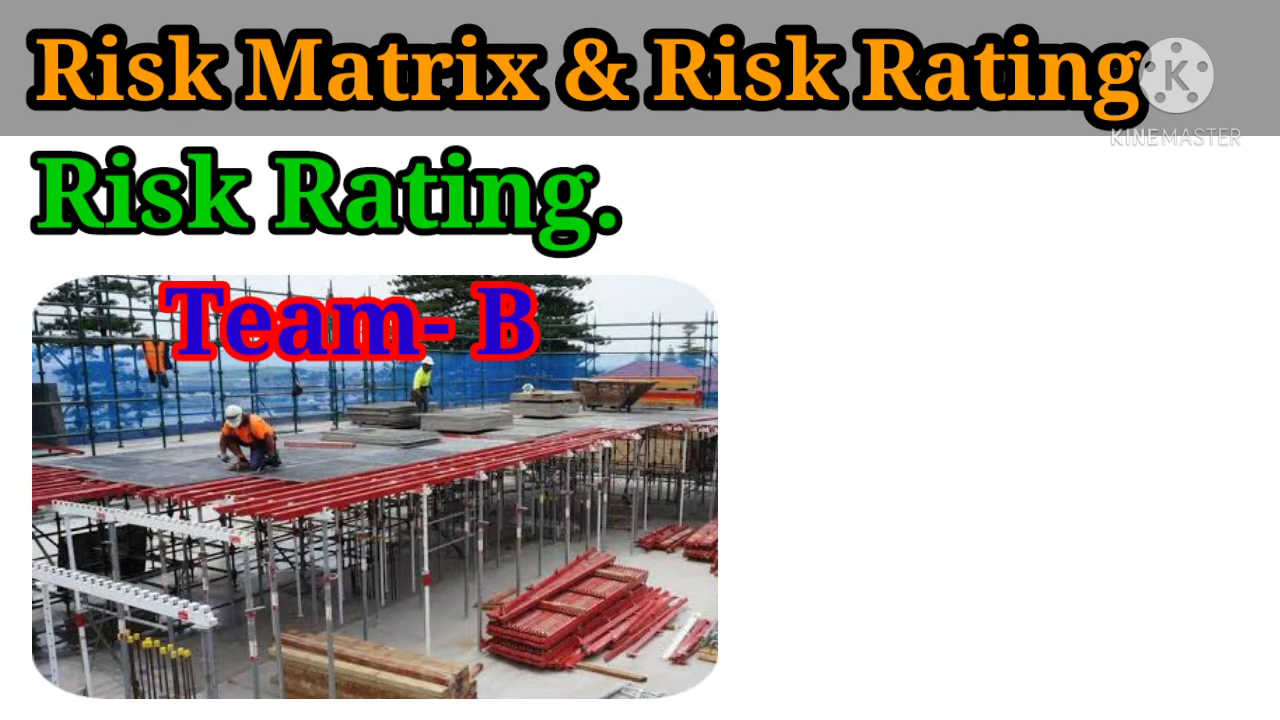 Risk Matrix & Risk Rating
K
KINEMASTER
Risk Rating.
Team- B